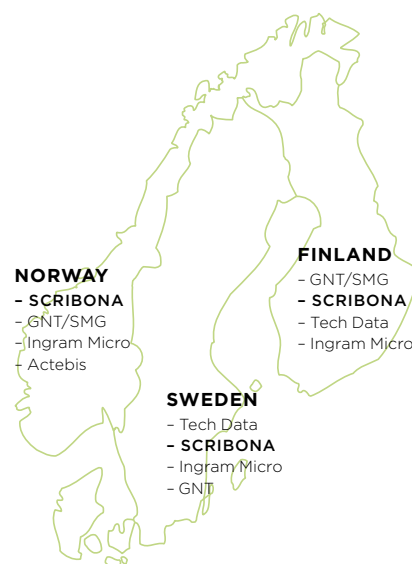 NORWAY
– SCRIBONA
– GNT/SMG
– Ingram Micro
– Actebis
FINLAND
– GNT/SMG
– SCRIBONA
– Tech Data
– Ingram Micro
SWEDEN
– Tech Data
– SCRIBONA
– Ingram Micro
– GNT